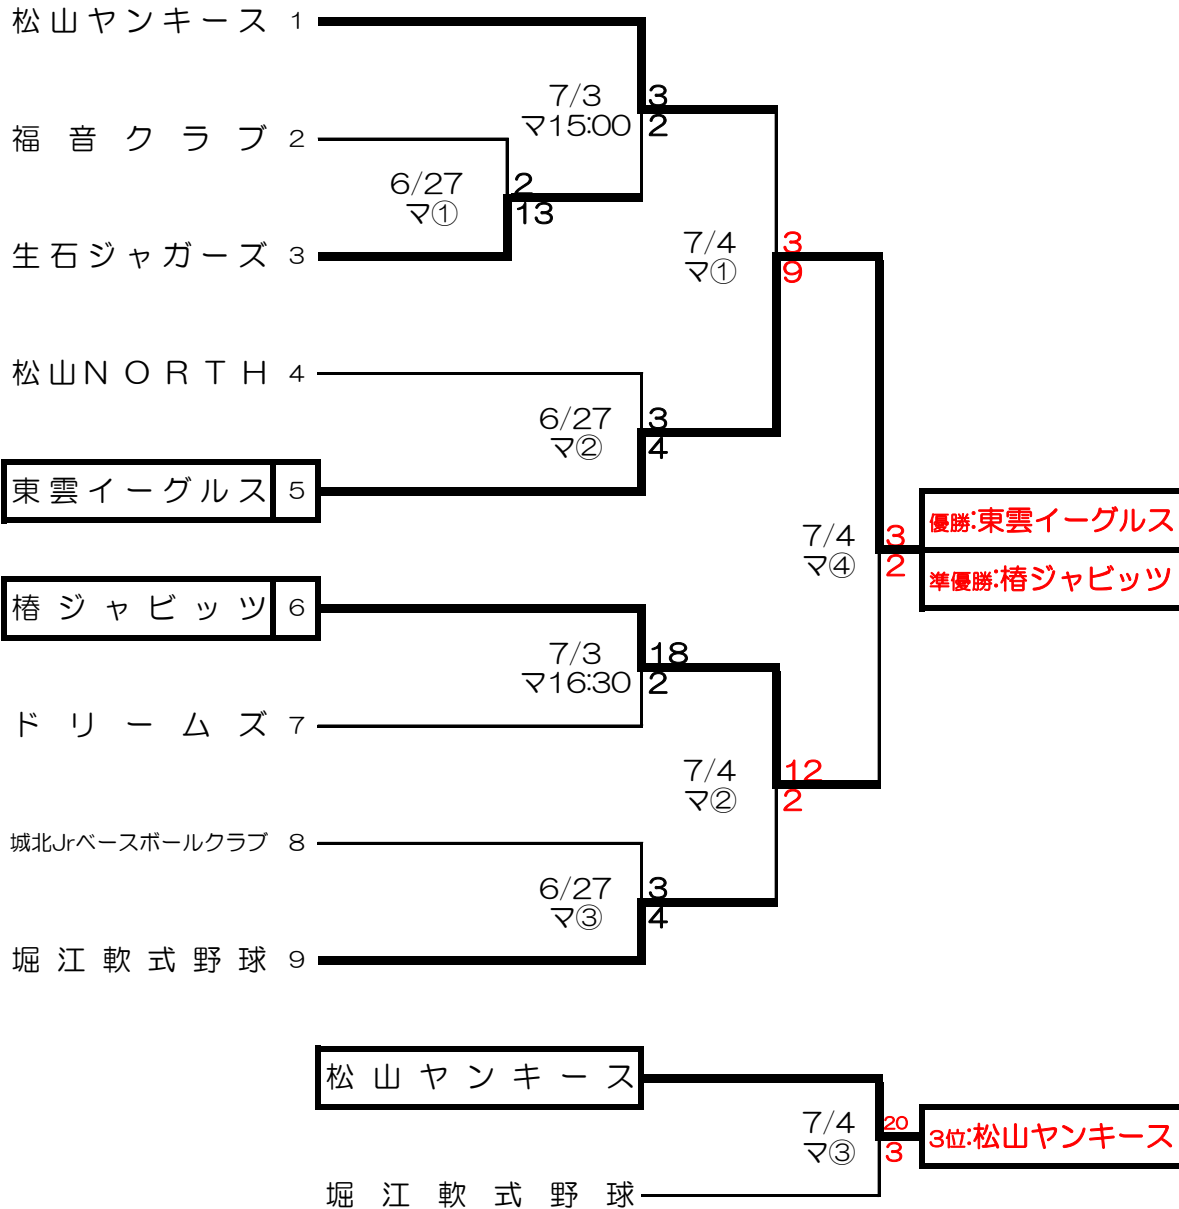 松山ヤンキース 1
7/3
マ15:00
3
2
福音クラブ 2
6/27
マ①
2
13
生石ジャガーズ 3
7/4
マ①
3
9
松山NORTH 4
6/27
マ②
3
4
東雲イーグルス 5
7/4
マ④
3
2
優勝:東雲イーグルス
準優勝:椿ジャビッツ
椿ジャビッツ 6
7/3
マ16:30
18
2
ドリームズ 7
7/4
マ②
12
2
城北Jrベースボールクラブ 8
6/27
マ③
3
4
堀江軟式野球 9
松山ヤンキース
7/4
マ③
20
3
3位:松山ヤンキース
堀江軟式野球